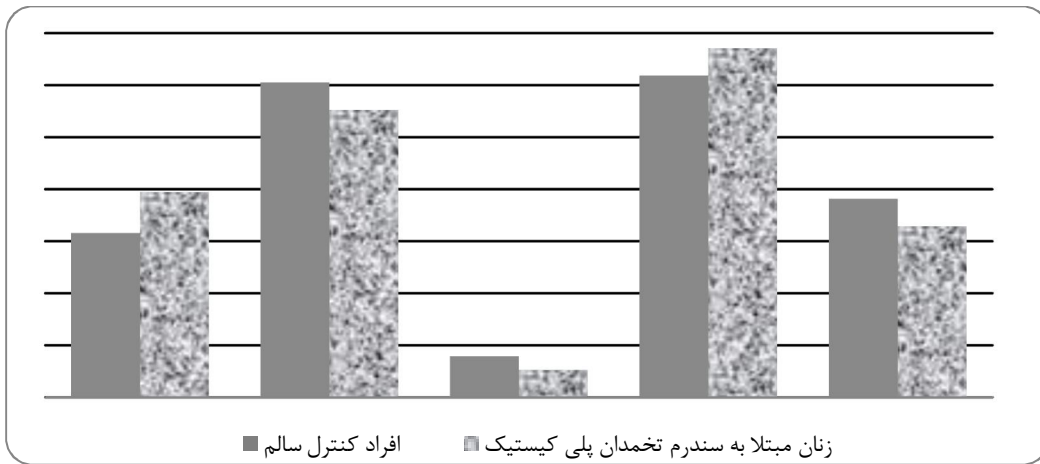 افراد کنترل سالم
زنان مبتلا به سندرم تخمدان پلی کیستیک